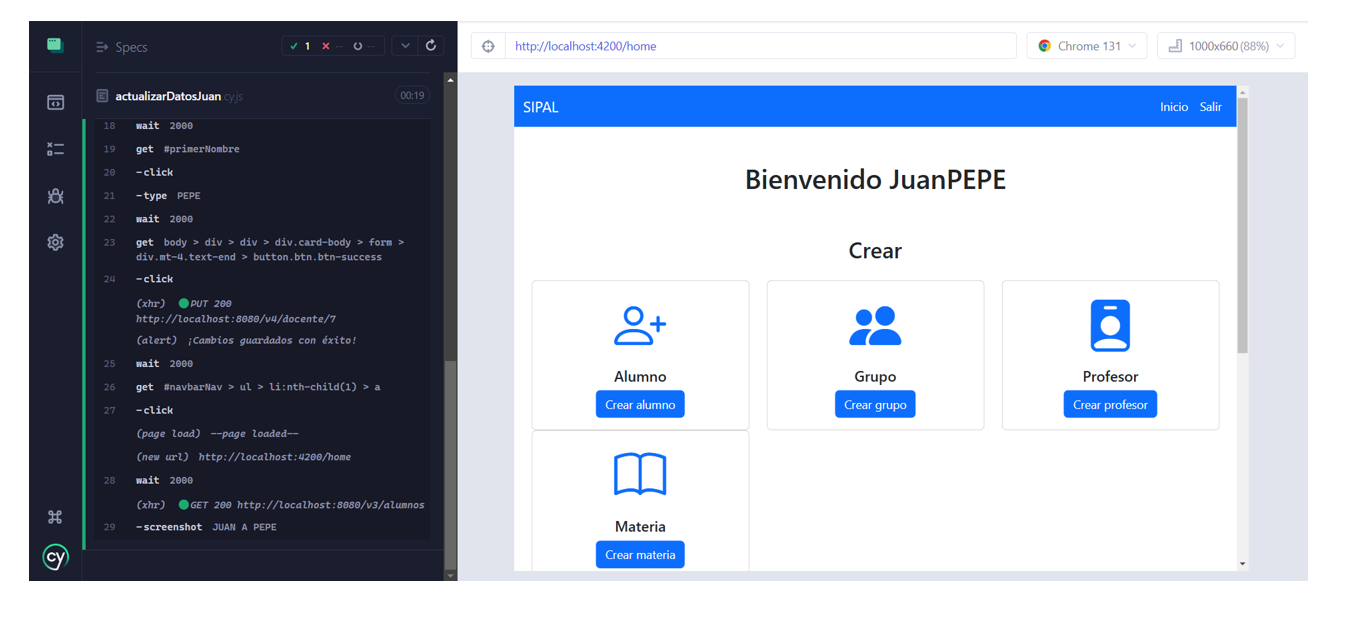 Specs
1 -- --
actualizarDatosJuan.cy.js
00:19
18 wait 2000
19 get #primerNombre
20 -click
21 -type PEPE
22 wait 2000
23 get body > div > div > div.card-body > form >
div.mt-4.text-end > button.btn.btn-success
24 -click
(xhr) PUT 200
http://localhost:8080/v4/docente/7
(alert) ¡Cambios guardados con éxito!
25 wait 2000
26 get #navbarNav > ul > li:nth-child(1) > a
27 -click
(page load) --page loaded--
(new url) http://localhost:4200/home
28 wait 2000
(xhr) GET 200 http://localhost:8080/v3/alumnos
29 -screenshot JUAN A PEPE
cy
http://localhost:4200/home
Chrome 131
1000x660 (88%)
SIPAL
Inicio Salir
Bienvenido JuanPEPE
Crear
Alumno
Crear alumno
Grupo
Crear grupo
Profesor
Crear profesor
Materia
Crear materia